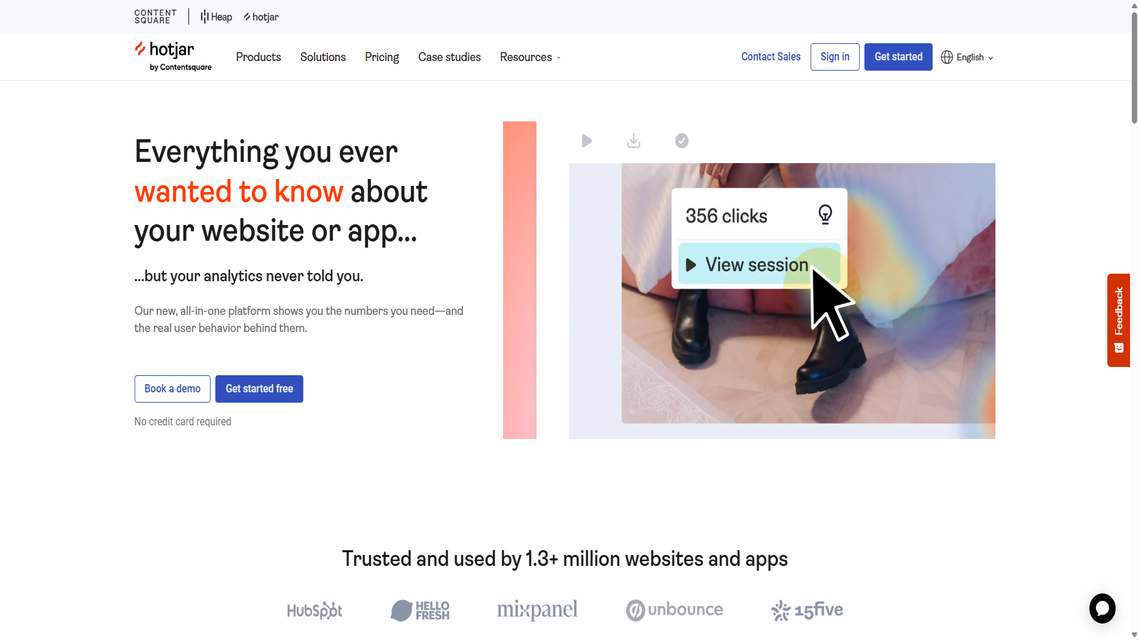 CONTENT
SQUARE
Heap
hotjar
hotjar
by Contentsquare
Products
Solutions
Pricing
Case studies
Resources
Contact Sales
Sign in
Get started
English
Everything you ever
wanted to know about
your website or app...
...but your analytics never told you.
Our new, all-in-one platform shows you the numbers you need—and
the real user behavior behind them.
Book a demo
Get started free
No credit card required
356 clicks
View session
Feedback
Trusted and used by 1.3+ million websites and apps
HubSpot
HELLO
FRESH
mixpanel
unbounce
15five